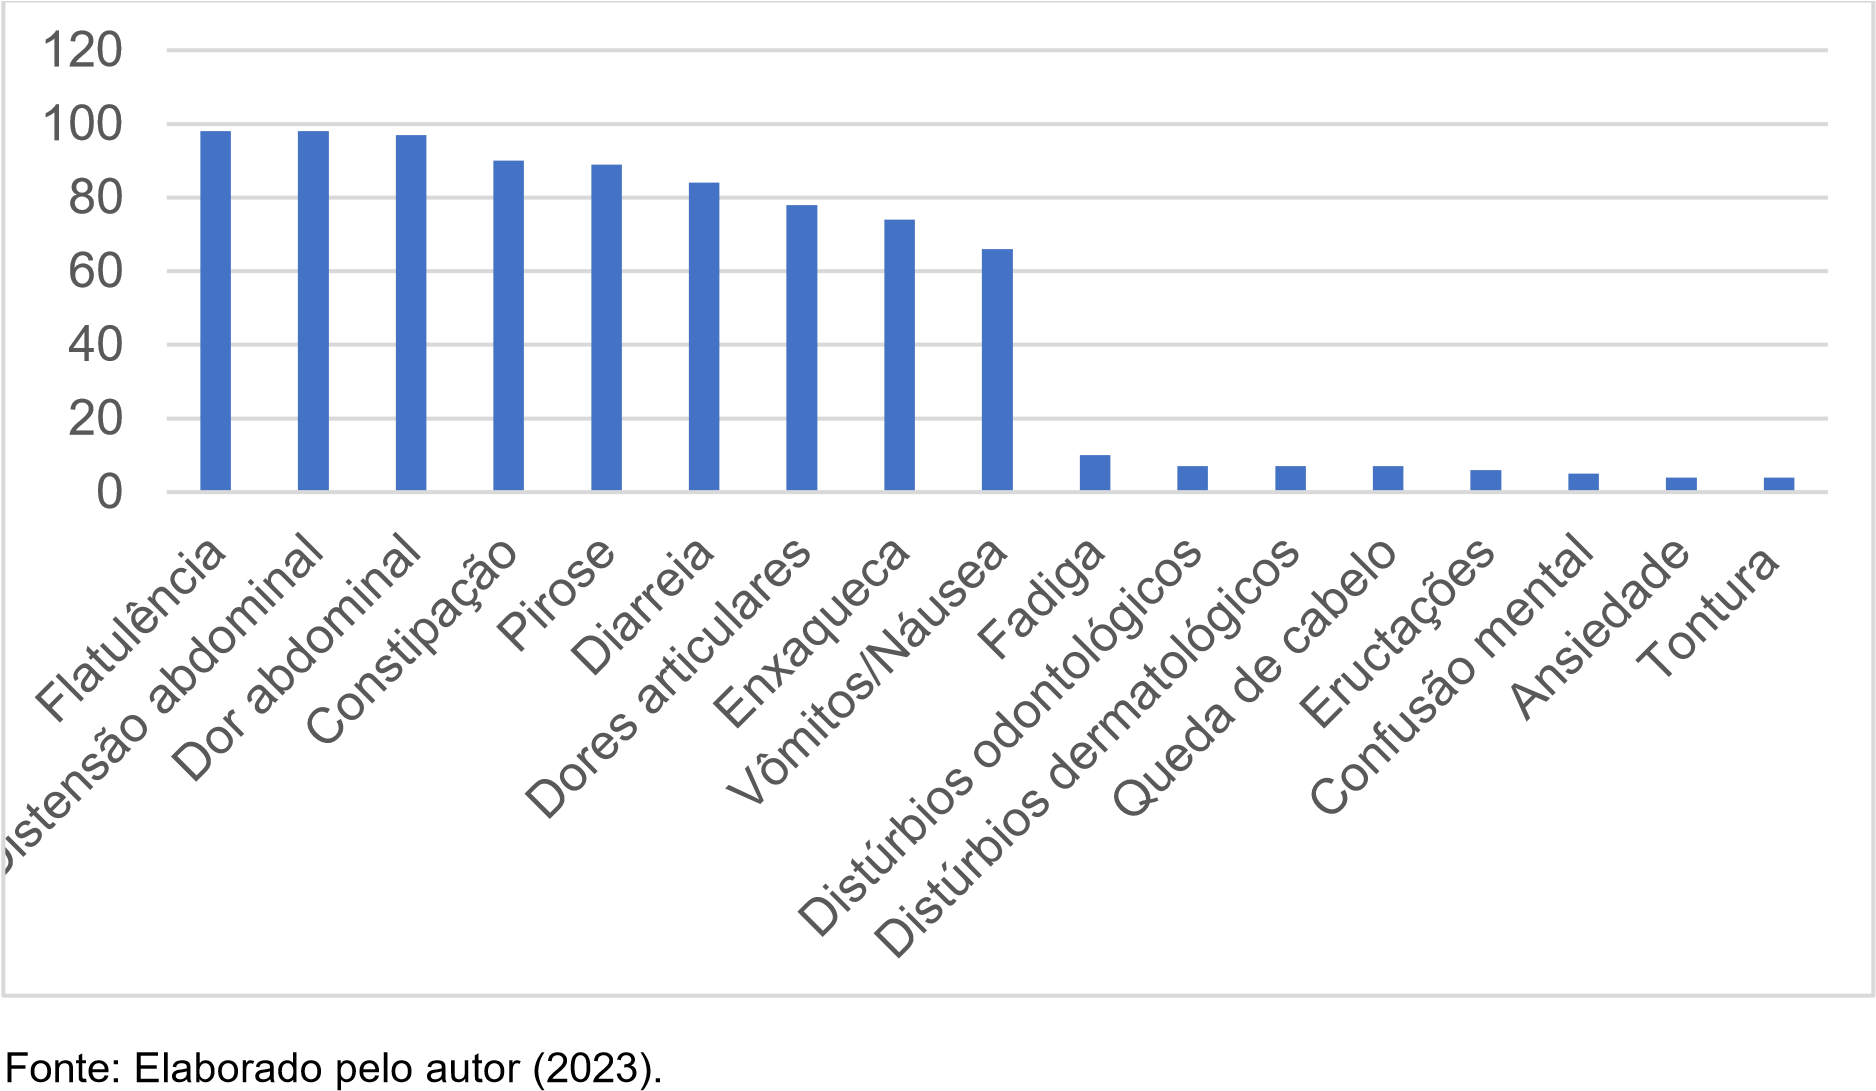 120
100
80
60
40
20
0
Flatulência
Distensão abdominal
Dor abdominal
Constipação
Pirose
Diarreia
Dores articulares
Enxaqueca
Vômitos/Náusea
Fadiga
Distúrbios odontológicos
Distúrbios dermatológicos
Queda de cabelo
Eructações
Confusão mental
Ansiedade
Tontura
Fonte: Elaborado pelo autor (2023).